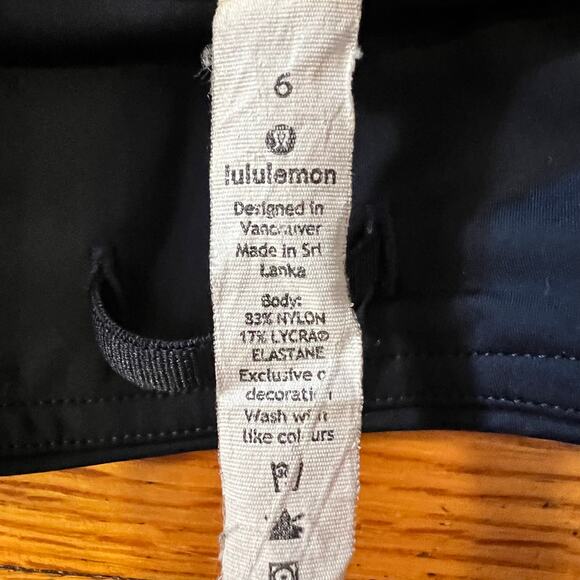 6
lululemon
Designed in
Vancouver
Made in Sri
Lanka
Body:
83% NYLON
17% LYCRA®
ELASTANE
Exclusive o
decorati
Wash with
like colours